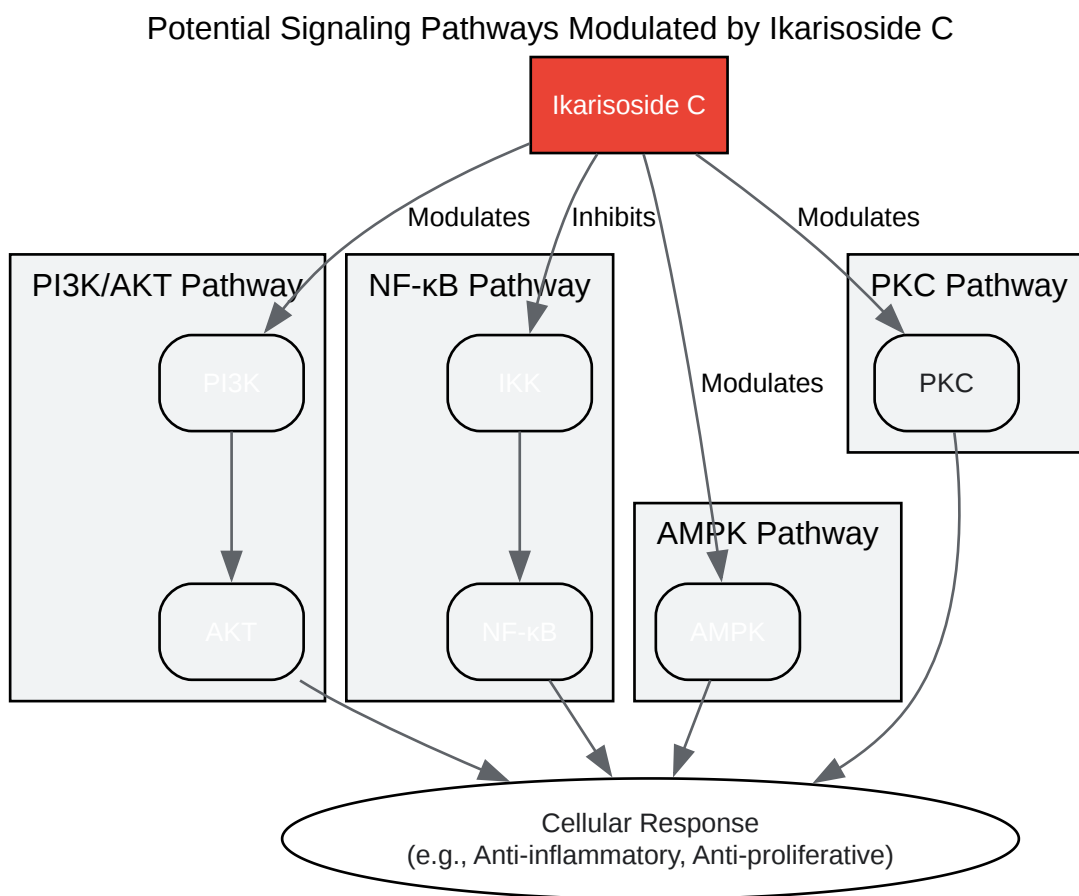 Potential Signaling Pathways Modulated by Ikarisoside C
Ikarisoside C
Modulates
Inhibits
Modulates
PI3K/AKT Pathway
NF-κB Pathway
PKC Pathway
PI3K
IKK
Modulates
PKC
AMPK Pathway
AKT
NF-κB
AMPK
Cellular Response
(e.g., Anti-inflammatory, Anti-proliferative)